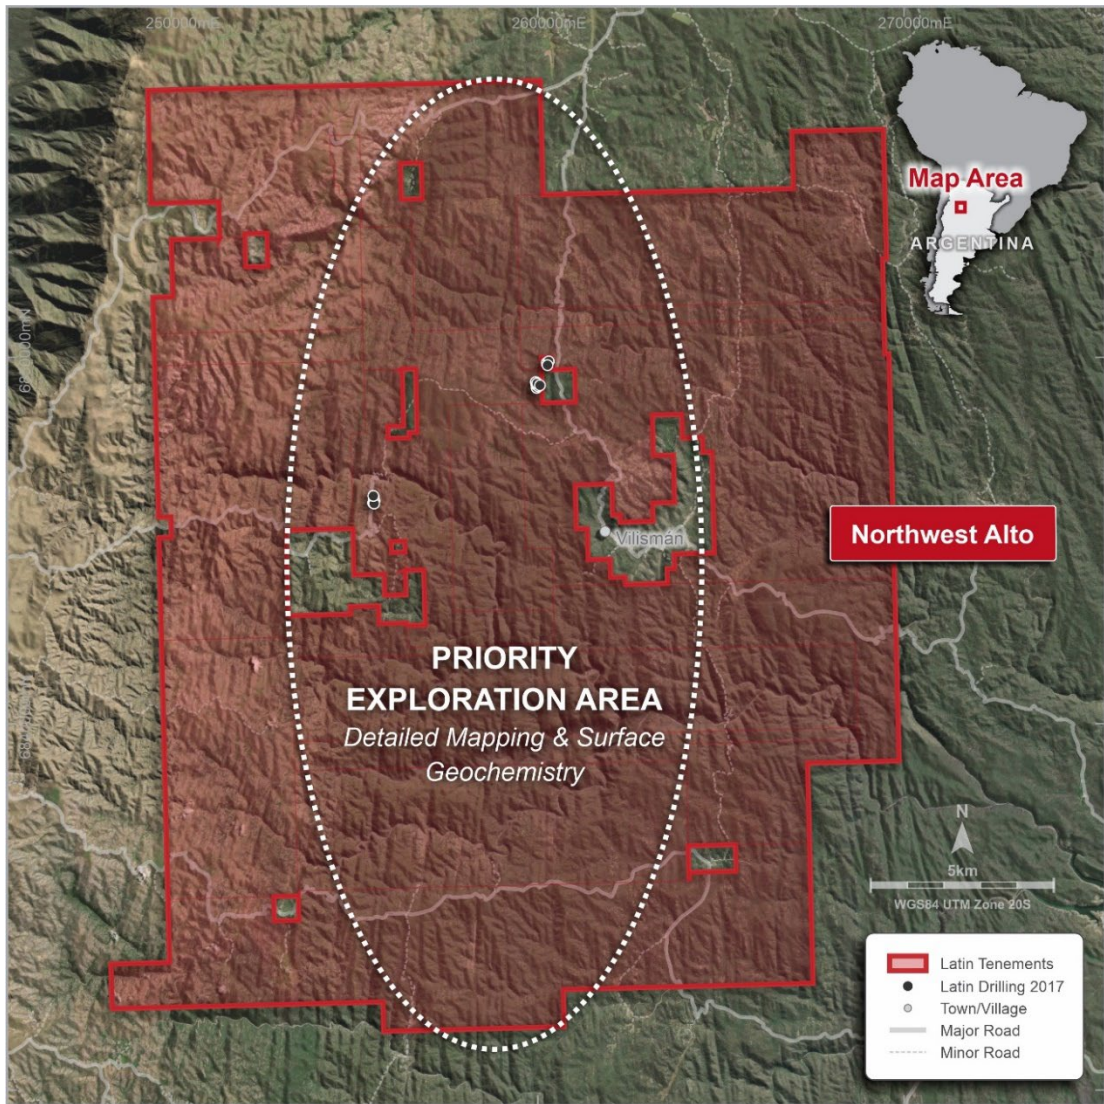 250000mE
260000mE
270000mE
Map Area
ARGENTINA
Vilisman
Northwest Alto
PRIORITY
EXPLORATION AREA
Detailed Mapping & Surface
Geochemistry
N
5km
WGS84 UTM Zone 20S
Latin Tenements
Latin Drilling 2017
Town/Village
Major Road
Minor Road